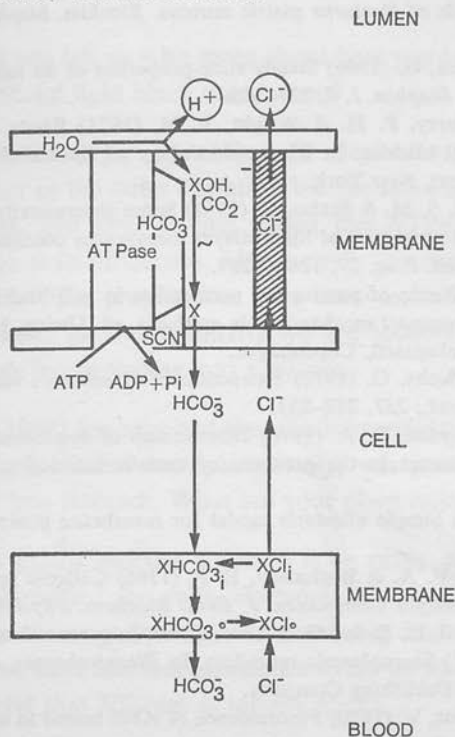 LUMEN
H⁺ Cl⁻
H₂O
XOH⁻
CO₂
HCO₃⁻
Cl⁻
~
ATPase
MEMBRANE
X
SCN⁻
ATP ADP+Pi
HCO₃⁻ Cl⁻
CELL
XHCO₃i XClᵢ
MEMBRANE
XHCO₃o XClo
HCO₃⁻ Cl⁻
BLOOD